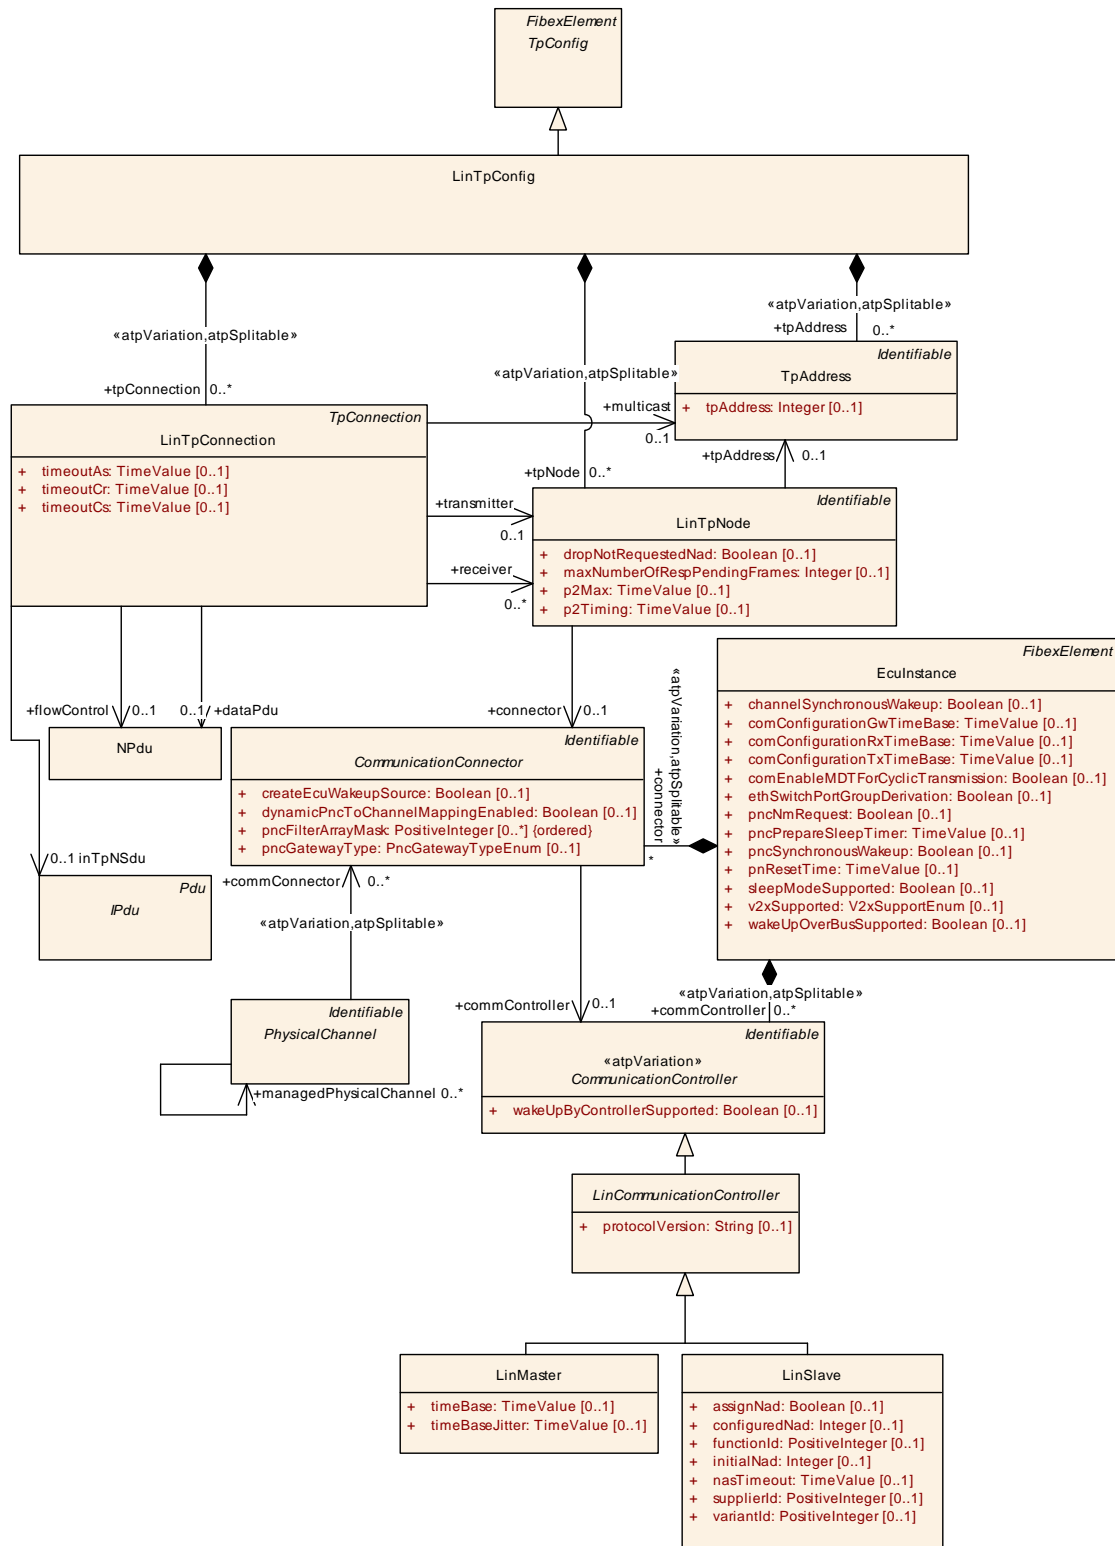 FibexElement
TpConfig
LinTpConfig
«atpVariation,atpSplitable»
+tpAddress 0..*
«atpVariation,atpSplitable»
+tpConnection 0..*
«atpVariation,atpSplitable»
+tpNode 0..*
Identifiable
TpAddress
+ tpAddress: Integer [0..1]
TpConnection
LinTpConnection
+ timeoutAs: TimeValue [0..1]
+ timeoutCr: TimeValue [0..1]
+ timeoutCs: TimeValue [0..1]
+multicast
0..1
+tpAddress 0..1
+transmitter
0..1
+receiver
0..*
Identifiable
LinTpNode
+ dropNotRequestedNad: Boolean [0..1]
+ maxNumberOfRespPendingFrames: Integer [0..1]
+ p2Max: TimeValue [0..1]
+ p2Timing: TimeValue [0..1]
+flowControl 0..1
0..1 +dataPdu
NPdu
+connector 0..1
Identifiable
CommunicationConnector
+ createEcuWakeupSource: Boolean [0..1]
+ dynamicPncToChannelMappingEnabled: Boolean [0..1]
+ pncFilterArrayMask: PositiveInteger [0..*] {ordered}
+ pncGatewayType: PncGatewayTypeEnum [0..1]
«atpVariation,atpSplitable»
+connector
*
FibexElement
EcuInstance
+ channelSynchronousWakeup: Boolean [0..1]
+ comConfigurationGwTimeBase: TimeValue [0..1]
+ comConfigurationRxTimeBase: TimeValue [0..1]
+ comConfigurationTxTimeBase: TimeValue [0..1]
+ comEnableMDTForCyclicTransmission: Boolean [0..1]
+ ethSwitchPortGroupDerivation: Boolean [0..1]
+ pncNmRequest: Boolean [0..1]
+ pncPrepareSleepTimer: TimeValue [0..1]
+ pncSynchronousWakeup: Boolean [0..1]
+ pnResetTime: TimeValue [0..1]
+ sleepModeSupported: Boolean [0..1]
+ v2xSupported: V2xSupportEnum [0..1]
+ wakeUpOverBusSupported: Boolean [0..1]
0..1 inTpNSdu
Pdu
IPdu
+commConnector 0..*
«atpVariation,atpSplitable»
Identifiable
PhysicalChannel
+managedPhysicalChannel 0..*
+commController 0..1
«atpVariation,atpSplitable»
+commController 0..*
Identifiable
«atpVariation»
CommunicationController
+ wakeUpByControllerSupported: Boolean [0..1]
LinCommunicationController
+ protocolVersion: String [0..1]
LinMaster
+ timeBase: TimeValue [0..1]
+ timeBaseJitter: TimeValue [0..1]
LinSlave
+ assignNad: Boolean [0..1]
+ configuredNad: Integer [0..1]
+ functionId: PositiveInteger [0..1]
+ initialNad: Integer [0..1]
+ nasTimeout: TimeValue [0..1]
+ supplierId: PositiveInteger [0..1]
+ variantId: PositiveInteger [0..1]